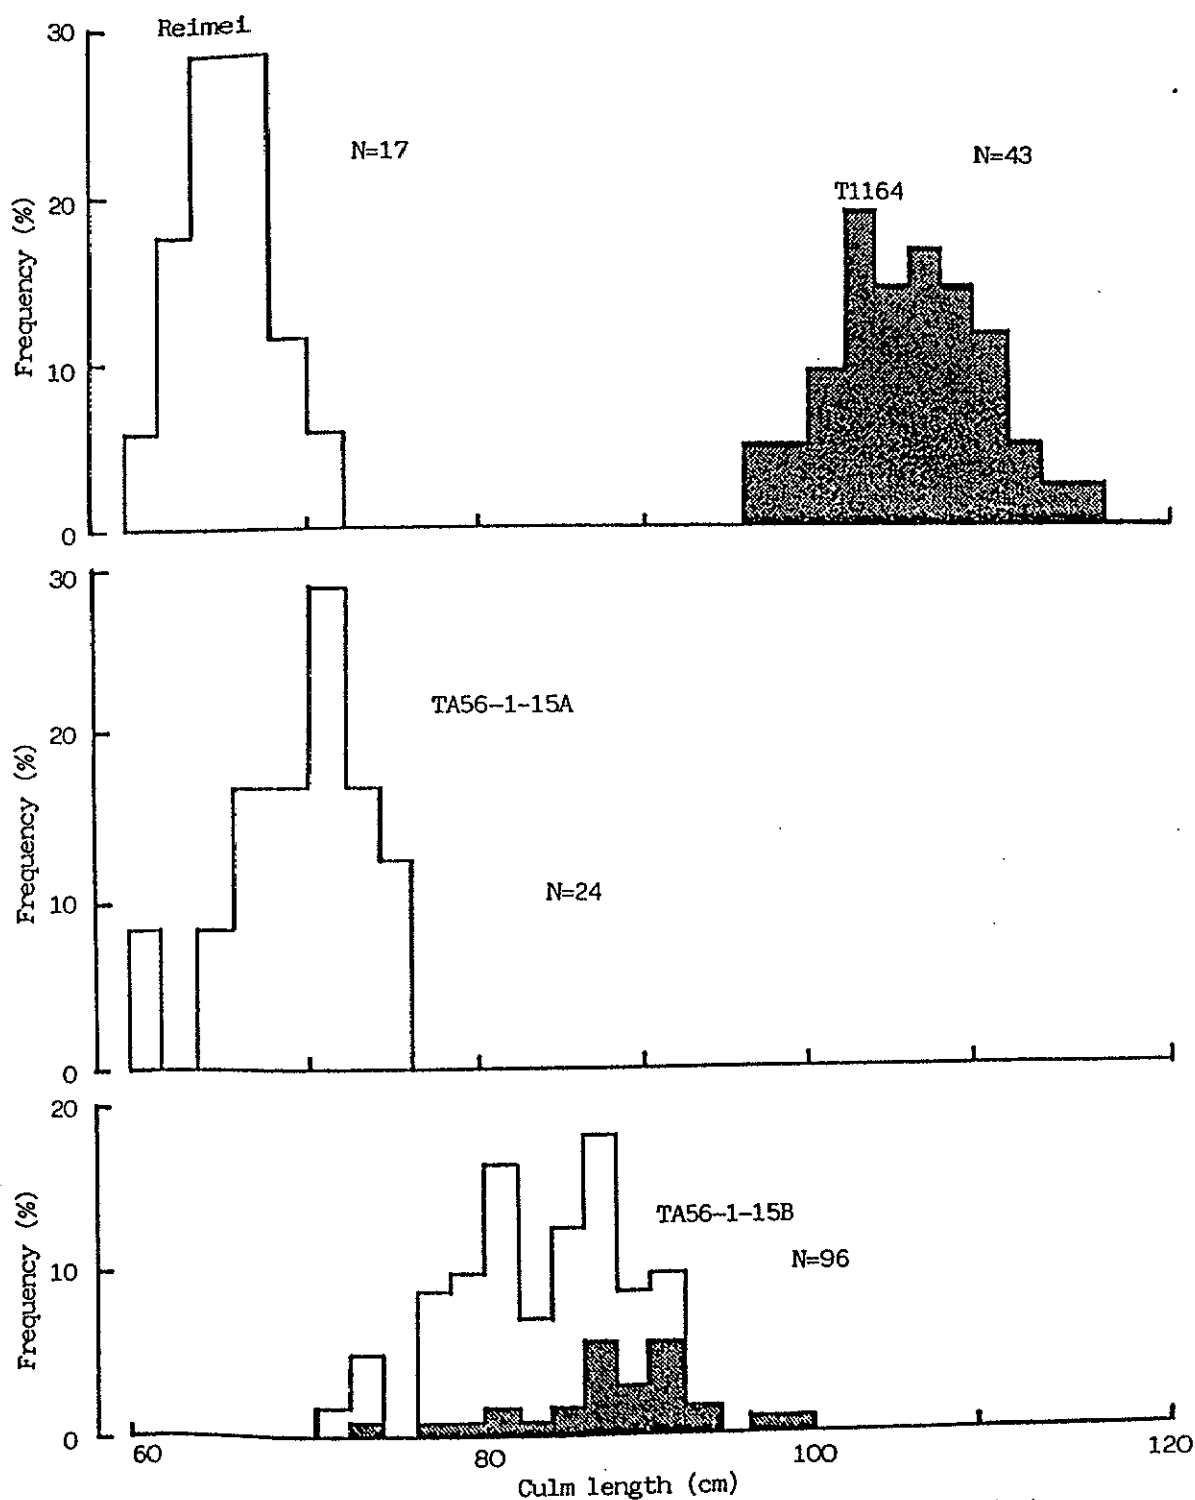 Reimei
30
N=17
N=43
T1164
20
10
0
Frequency (%)
30
TA56-1-15A
20
N=24
10
0
Frequency (%)
20
TA56-1-15B
N=96
10
0
Frequency (%)
60
80
100
120
Culm length (cm)